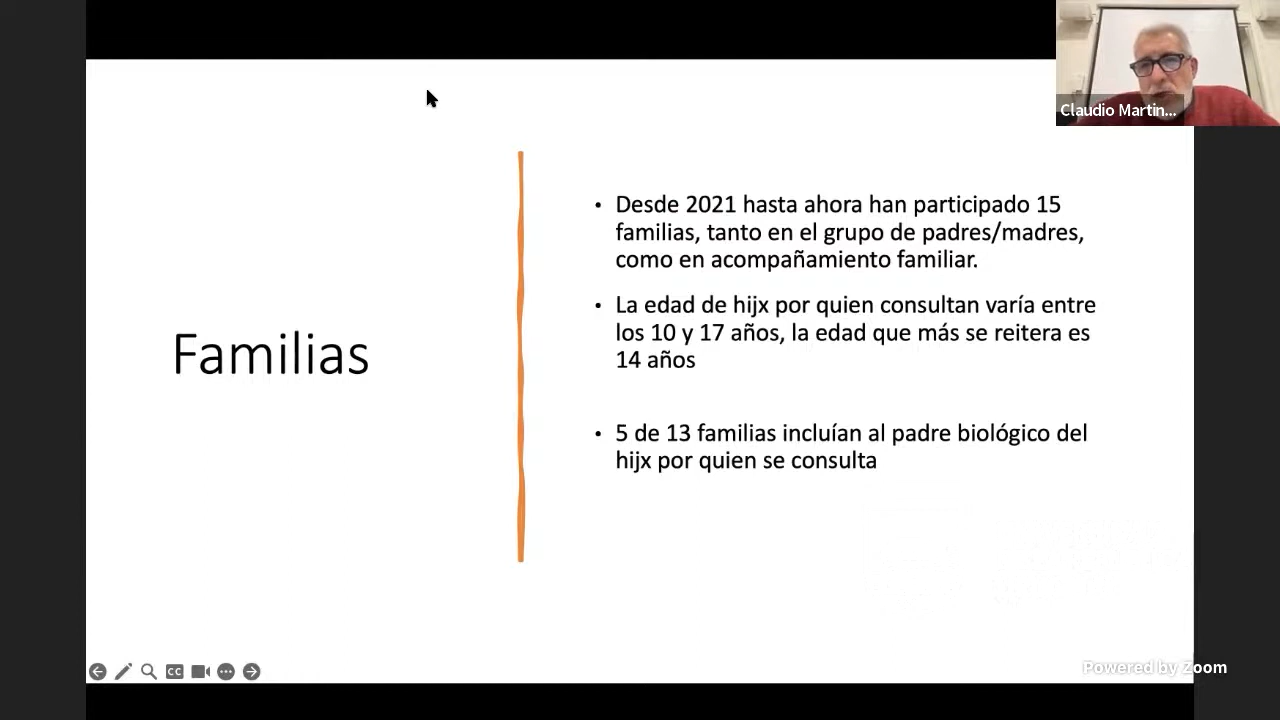 Claudio Martin...
Familias
• Desde 2021 hasta ahora han participado 15
familias, tanto en el grupo de padres/madres,
como en acompañamiento familiar.
• La edad de hijx por quien consultan varía entre
los 10 y 17 años, la edad que más se reitera es
14 años
• 5 de 13 familias incluían al padre biológico del
hijx por quien se consulta
CC
Powered by Zoom